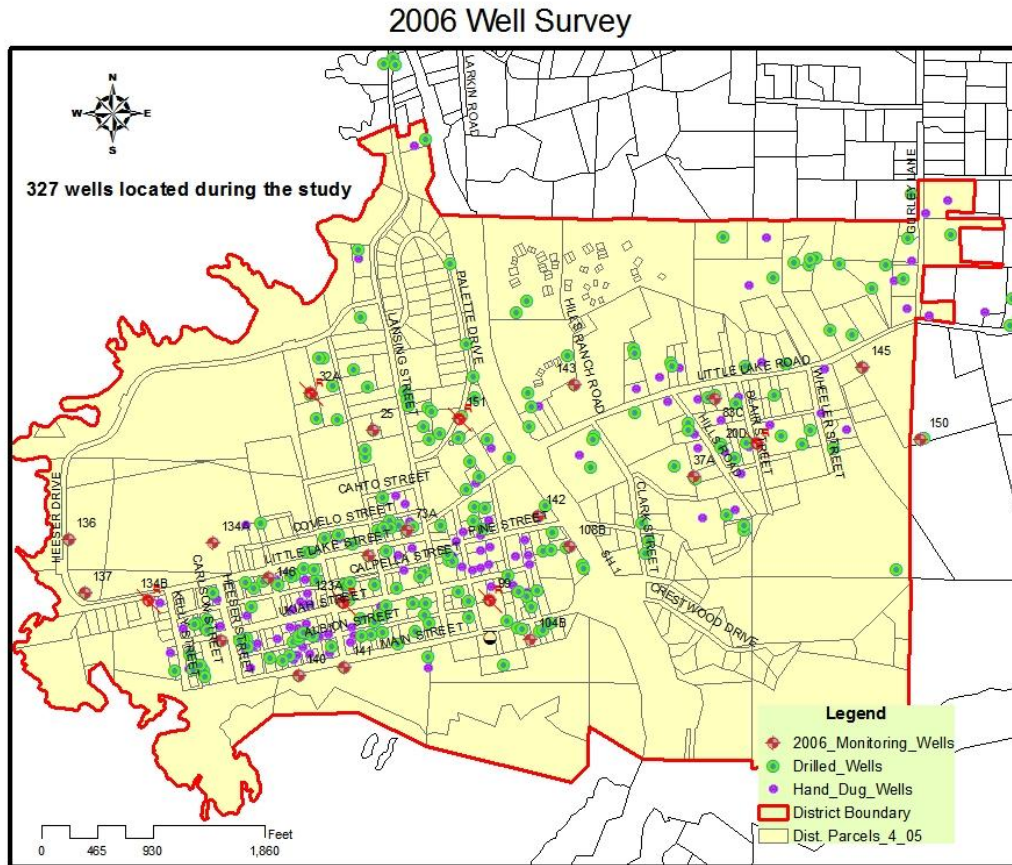 2006 Well Survey
N
W E
S
327 wells located during the study
LARKIN ROAD
GURLEY LANE
PALETTE DRIVE
LANSING STREET
HILLS RANCH ROAD
LITTLE LAKE ROAD
32A
143
145
25
151
83C
BLAIR STREET
WHEELER STREET
20D
HILLS ROAD
150
37A
CAHTO STREET
HEESER DRIVE
CLARK STREET
136
134A
COVELO STREET
73A
142
PINE STREET
LITTLE LAKE STREET
108B
SH 1
CALPELLA STREET
137
134B
CARLSON STREET
HEESER STREET
146
123A
99
UKIAH STREET
CRESTWOOD DRIVE
KELLY STREET
ALBION STREET
104B
MAIN STREET
140
141
Legend
2006_Monitoring_Wells
Drilled_Wells
Hand_Dug_Wells
District Boundary
Dist. Parcels_4_05
Feet
0 465 930 1,860